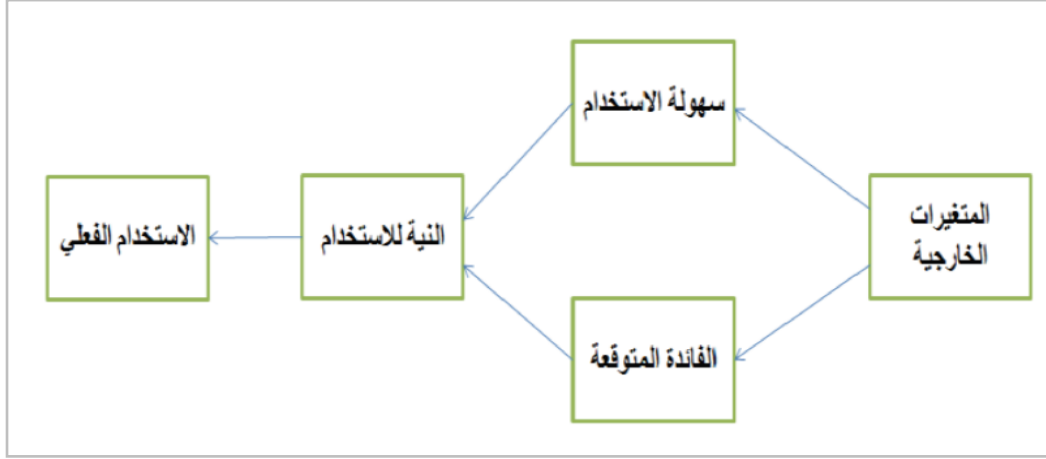 سهولة الاستخدام
المتغيرات
الخارجية
النية للاستخدام
الاستخدام الفعلي
الفائدة المتوقعة